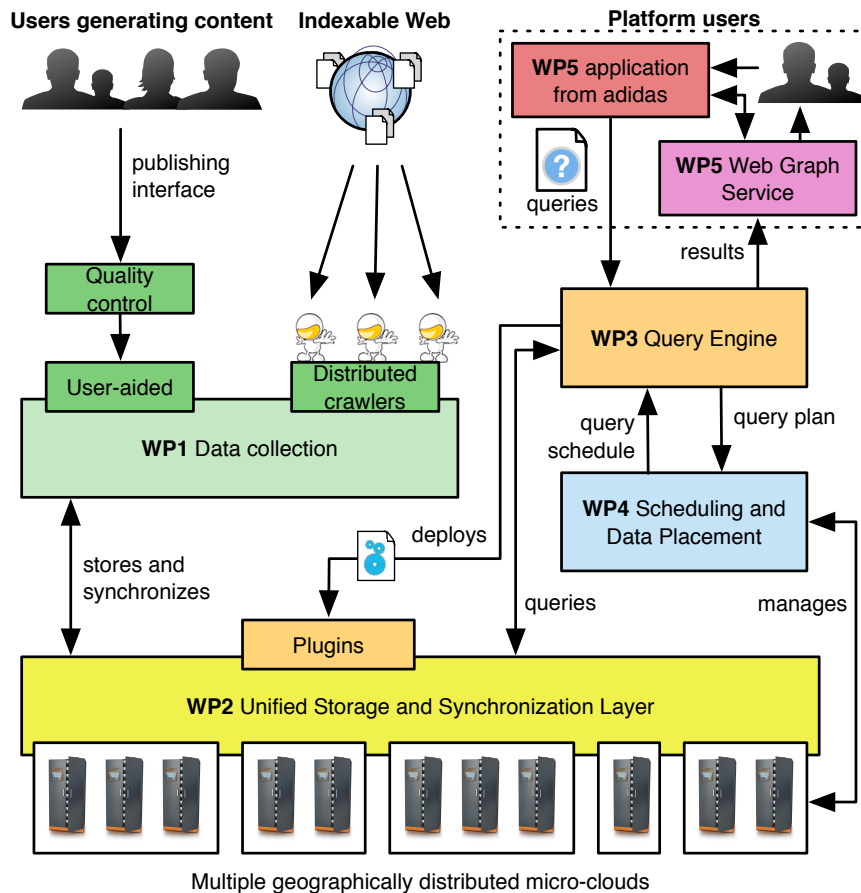 Users generating content
Indexable Web
Platform users
WP5 application
from adidas
publishing
interface
?
queries
WP5 Web Graph
Service
results
Quality
control
User-aided
Distributed
crawlers
WP3 Query Engine
WP1 Data collection
query
schedule
query plan
WP4 Scheduling and
Data Placement
deploys
stores and
synchronizes
queries
manages
Plugins
WP2 Unified Storage and Synchronization Layer
Multiple geographically distributed micro-clouds